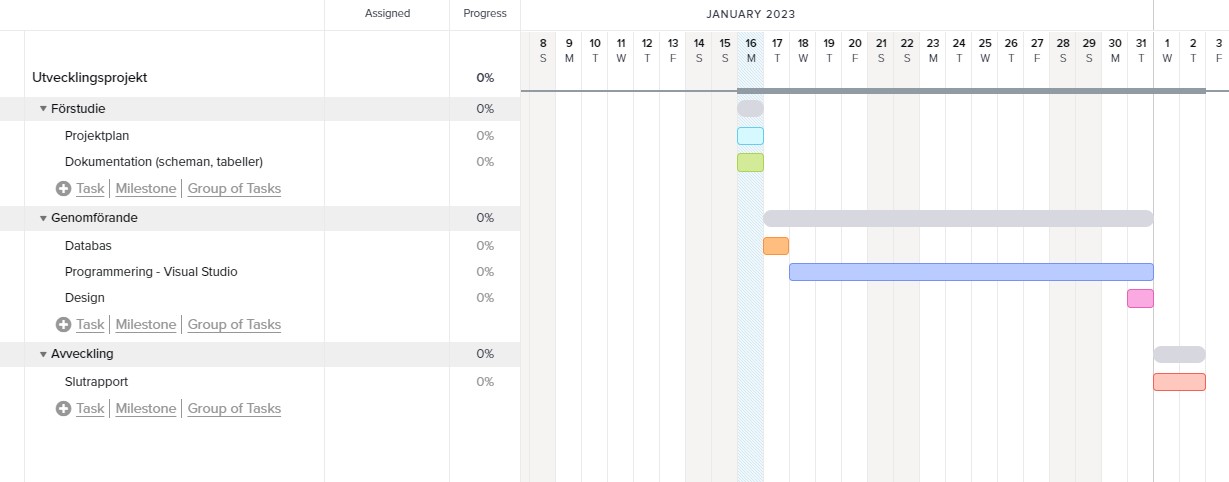 Assigned Progress JANUARY 2023
8 9 10 11 12 13 14 15 16 17 18 19 20 21 22 23 24 25 26 27 28 29 30 31 1 2 3
S M T W T F S S M T W T F S S M T W T F S S M T W T F
Utvecklingsprojekt 0%
Förstudie 0%
Projektplan 0%
Dokumentation (scheman, tabeller) 0%
Task | Milestone | Group of Tasks
Genomförande 0%
Databas 0%
Programmering - Visual Studio 0%
Design 0%
Task | Milestone | Group of Tasks
Avveckling 0%
Slutrapport 0%
Task | Milestone | Group of Tasks